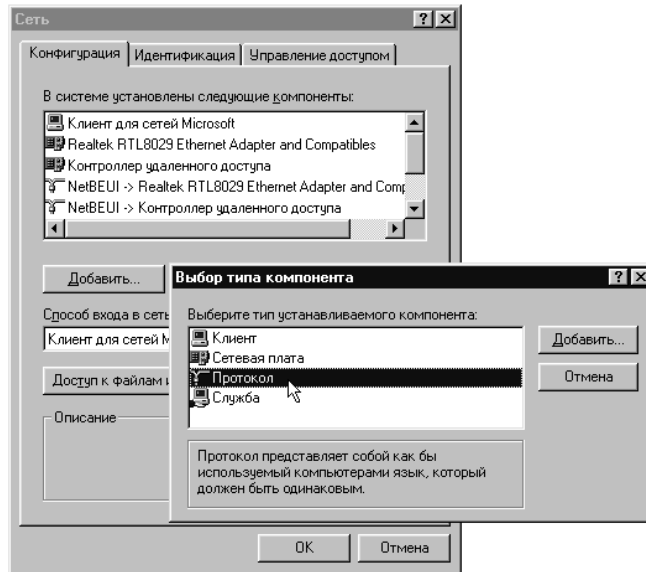 Сеть
Конфигурация Идентификация Управление доступом
В системе установлены следующие компоненты:
Клиент для сетей Microsoft
Realtek RTL8029 Ethernet Adapter and Compatibles
Контроллер удаленного доступа
NetBEUI -> Realtek RTL8029 Ethernet Adapter and Comp
NetBEUI -> Контроллер удаленного доступа
Добавить...
Способ входа в сеть
Клиент для сетей M
Доступ к файлам и
Описание
OK Отмена
Выбор типа компонента
Выберите тип устанавливаемого компонента:
Клиент
Сетевая плата
Протокол
Служба
Добавить...
Отмена
Протокол представляет собой как бы
используемый компьютерами язык, который
должен быть одинаковым.